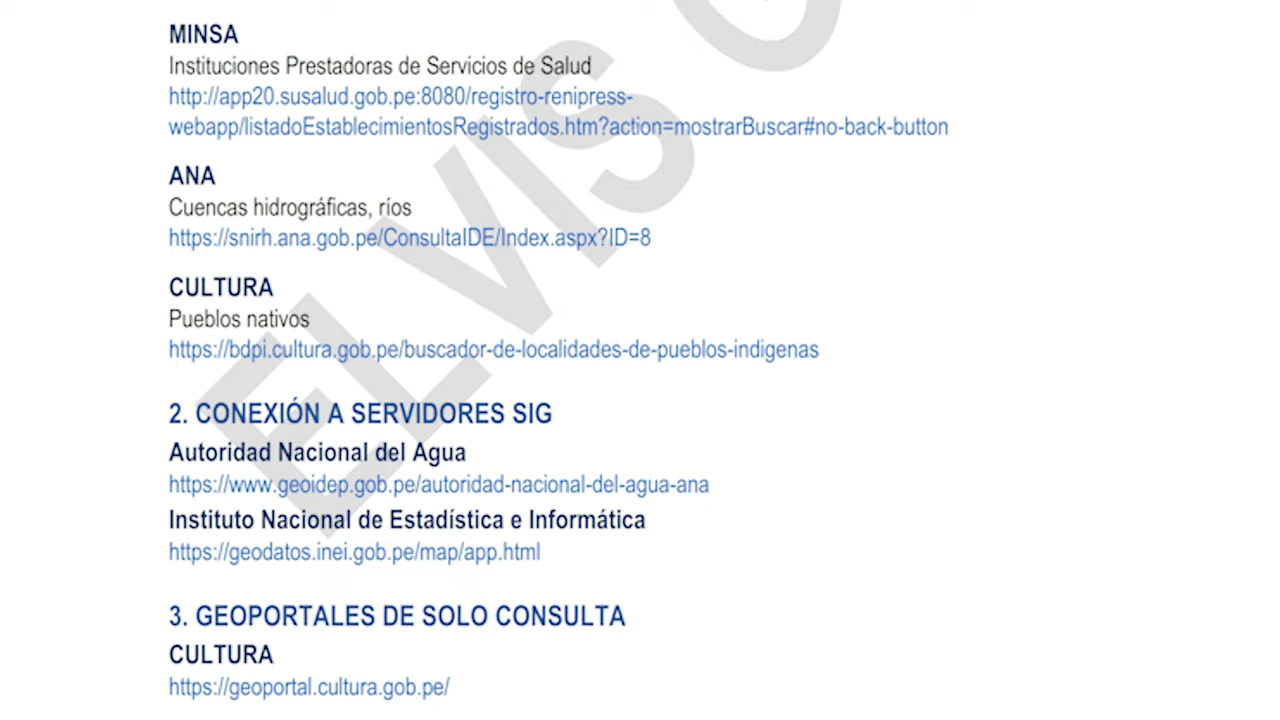 MINSA
Instituciones Prestadoras de Servicios de Salud
http://app20.susalud.gob.pe:8080/registro-renipress-
webapp/listadoEstablecimientosRegistrados.htm?action=mostrarBuscar#no-back-button
ANA
Cuencas hidrográficas, ríos
https://snirh.ana.gob.pe/ConsultaIDE/Index.aspx?ID=8
CULTURA
Pueblos nativos
https://bdpi.cultura.gob.pe/buscador-de-localidades-de-pueblos-indigenas
2. CONEXIÓN A SERVIDORES SIG
Autoridad Nacional del Agua
https://www.geoidep.gob.pe/autoridad-nacional-del-agua-ana
Instituto Nacional de Estadística e Informática
https://geodatos.inei.gob.pe/map/app.html
3. GEOPORTALES DE SOLO CONSULTA
CULTURA
https://geoportal.cultura.gob.pe/
ELVIS